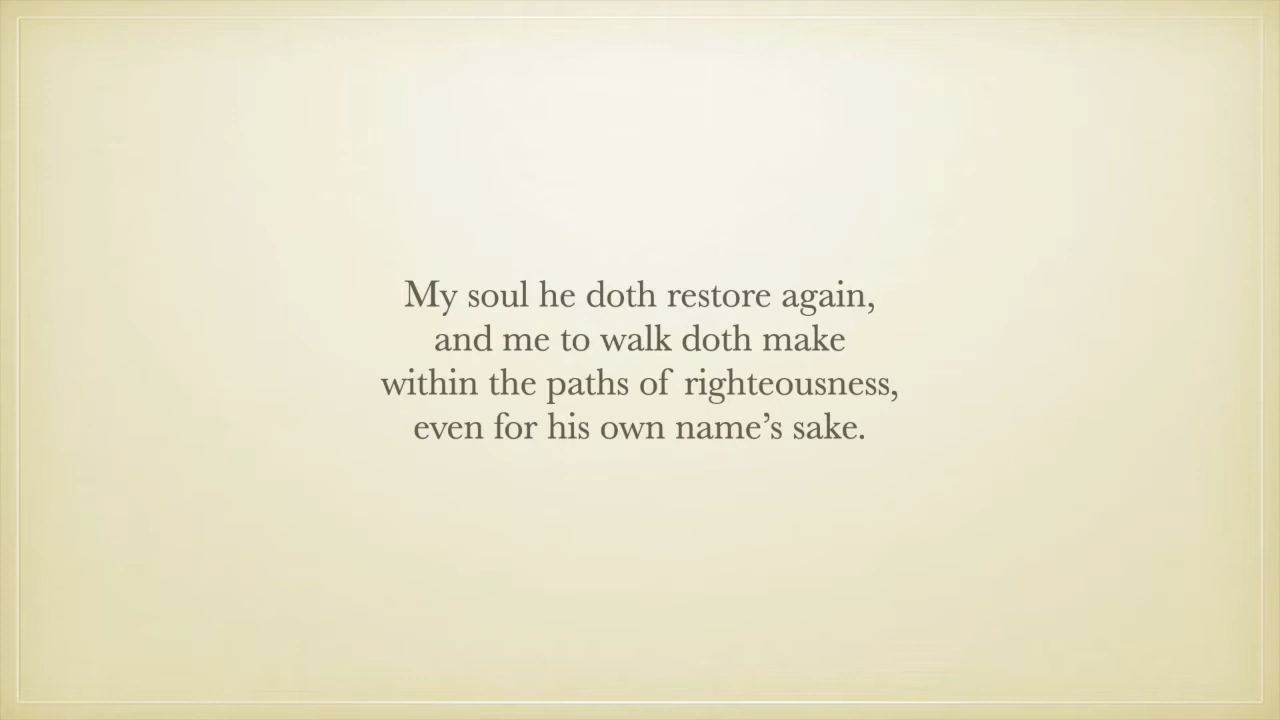 My soul he doth restore again,
and me to walk doth make
within the paths of righteousness,
even for his own name’s sake.